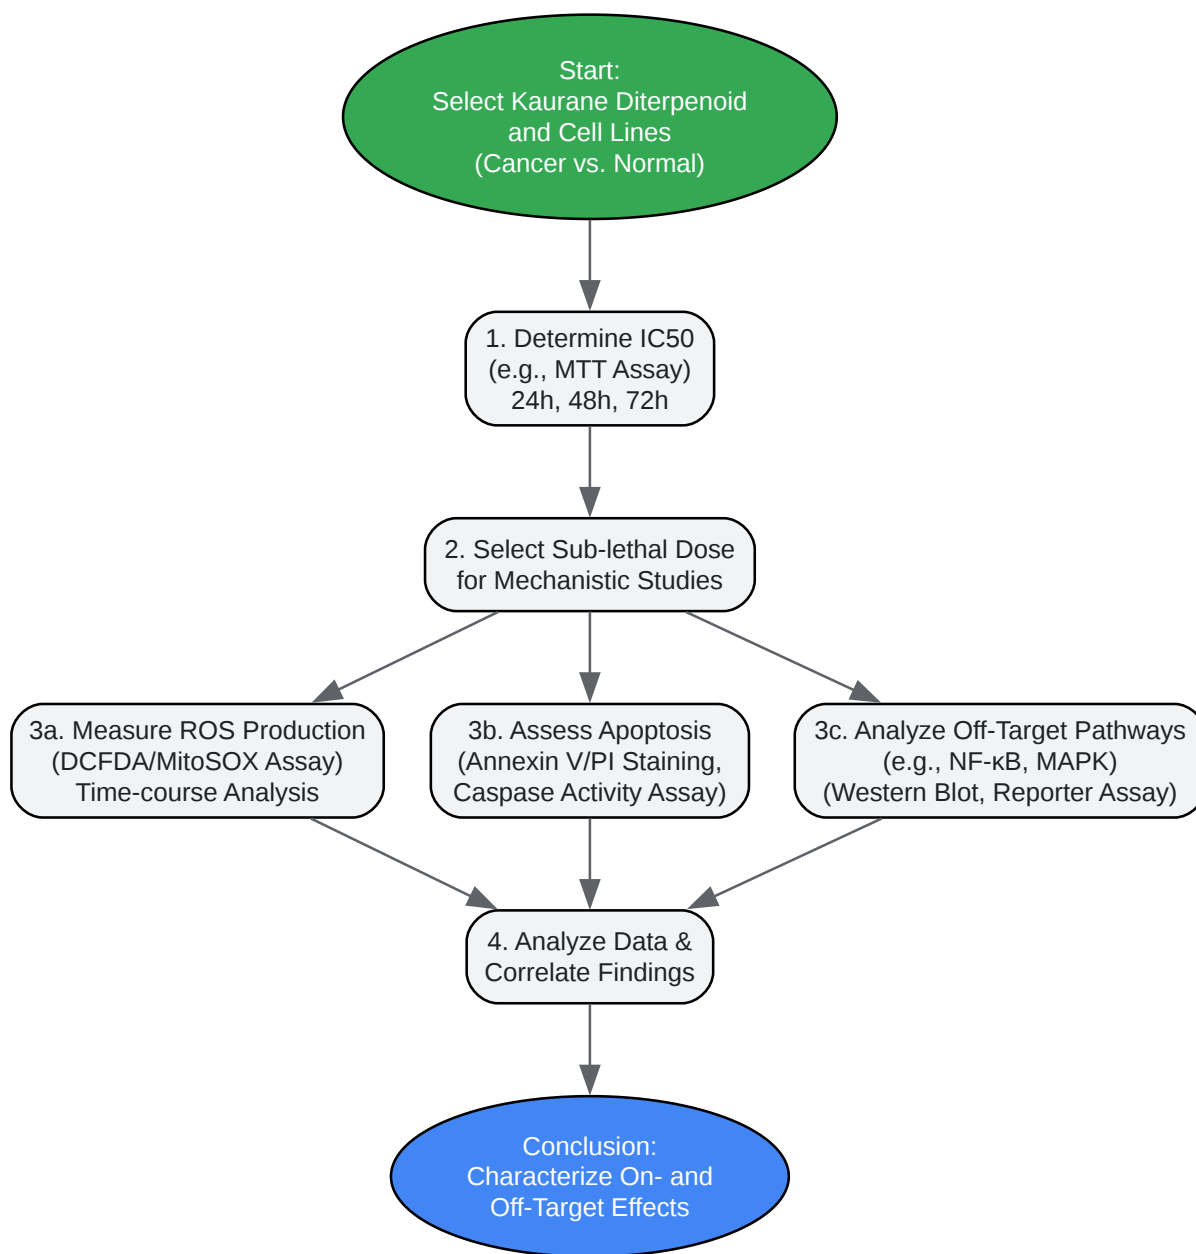 Start:
Select Kaurane Diterpenoid
and Cell Lines
(Cancer vs. Normal)
1. Determine IC50
(e.g., MTT Assay)
24h, 48h, 72h
2. Select Sub-lethal Dose
for Mechanistic Studies
3a. Measure ROS Production
(DCFDA/MitoSOX Assay)
Time-course Analysis
3b. Assess Apoptosis
(Annexin V/PI Staining,
Caspase Activity Assay)
3c. Analyze Off-Target Pathways
(e.g., NF-κB, MAPK)
(Western Blot, Reporter Assay)
4. Analyze Data &
Correlate Findings
Conclusion:
Characterize On- and
Off-Target Effects